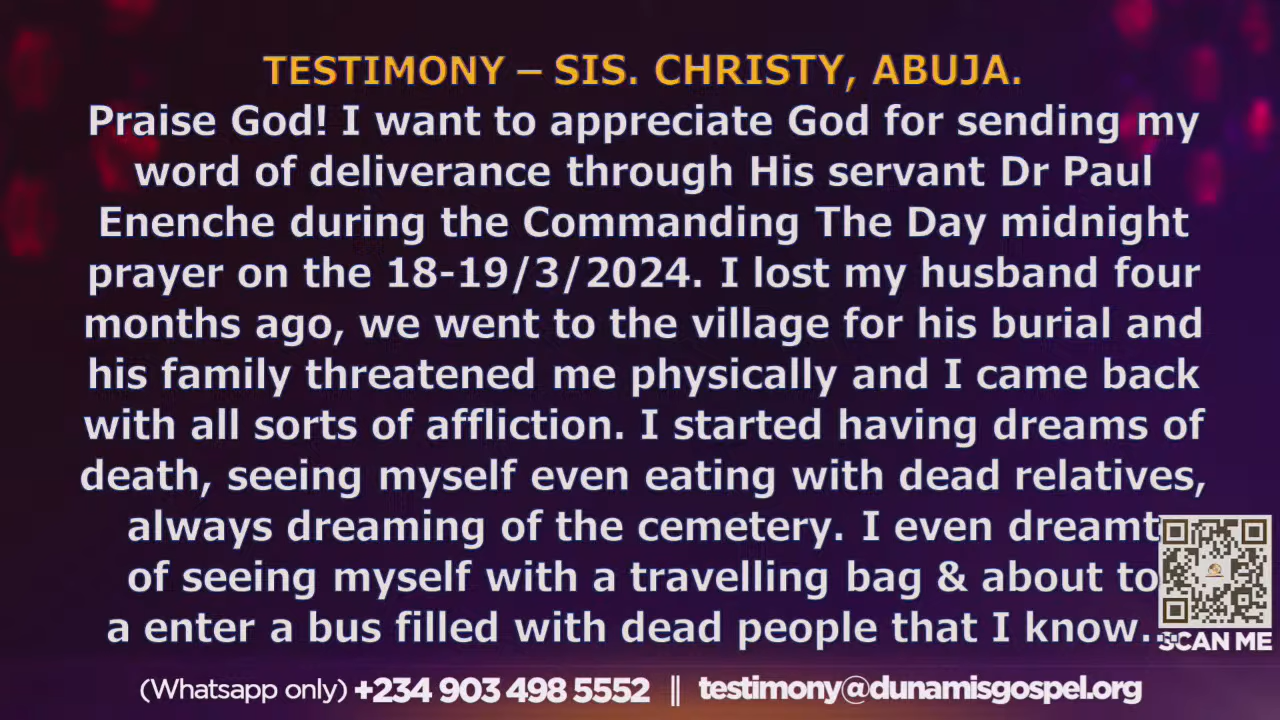 TESTIMONY – SIS. CHRISTY, ABUJA.
Praise God! I want to appreciate God for sending my
word of deliverance through His servant Dr Paul
Enenche during the Commanding The Day midnight
prayer on the 18-19/3/2024. I lost my husband four
months ago, we went to the village for his burial and
his family threatened me physically and I came back
with all sorts of affliction. I started having dreams of
death, seeing myself even eating with dead relatives,
always dreaming of the cemetery. I even dreamt
of seeing myself with a travelling bag & about to
a enter a bus filled with dead people that I know...
SCAN ME
(Whatsapp only) +234 903 498 5552 || testimony@dunamisgospel.org